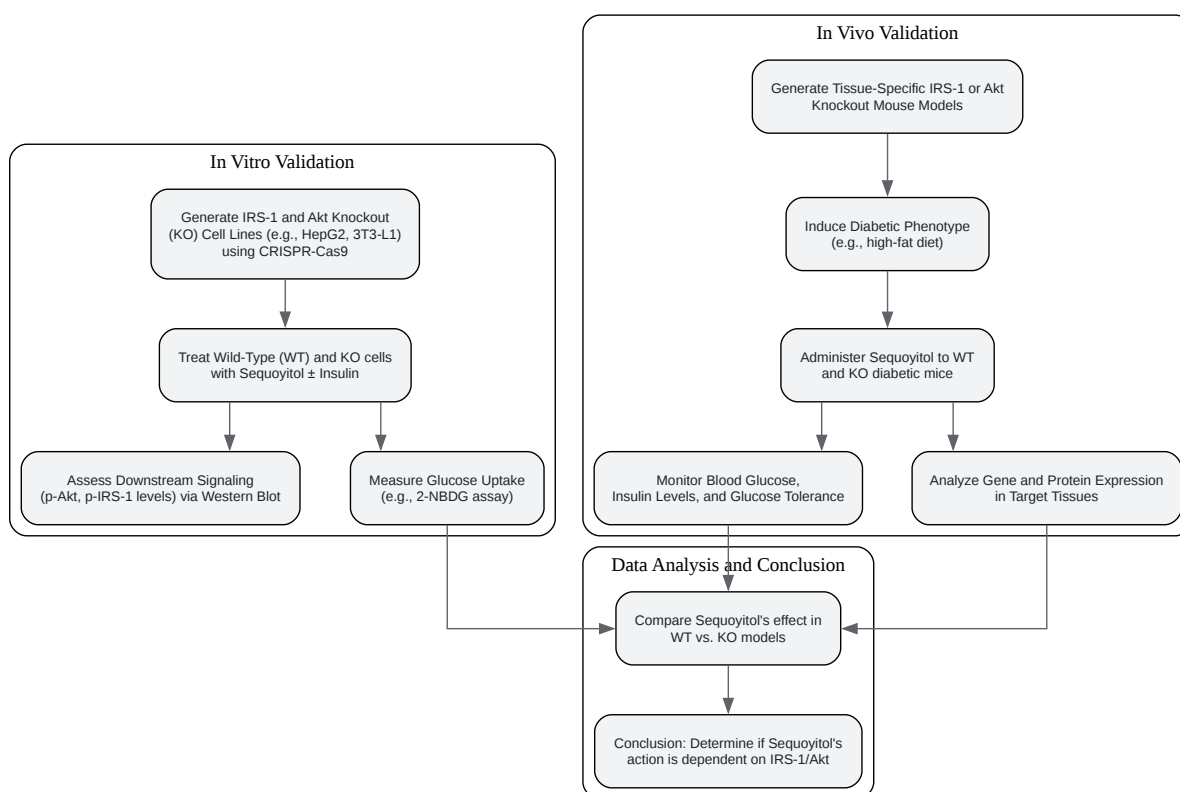 In Vitro Validation
Generate IRS-1 and Akt Knockout
(KO) Cell Lines (e.g., HepG2, 3T3-L1)
using CRISPR-Cas9
Treat Wild-Type (WT) and KO cells
with Sequoyitol ± Insulin
Assess Downstream Signaling
(p-Akt, p-IRS-1 levels) via Western Blot
Measure Glucose Uptake
(e.g., 2-NBDG assay)
In Vivo Validation
Generate Tissue-Specific IRS-1 or Akt
Knockout Mouse Models
Induce Diabetic Phenotype
(e.g., high-fat diet)
Administer Sequoyitol to WT
and KO diabetic mice
Monitor Blood Glucose,
Insulin Levels, and Glucose Tolerance
Analyze Gene and Protein Expression
in Target Tissues
Data Analysis and Conclusion
Compare Sequoyitol's effect in
WT vs. KO models
Conclusion: Determine if Sequoyitol's
action is dependent on IRS-1/Akt